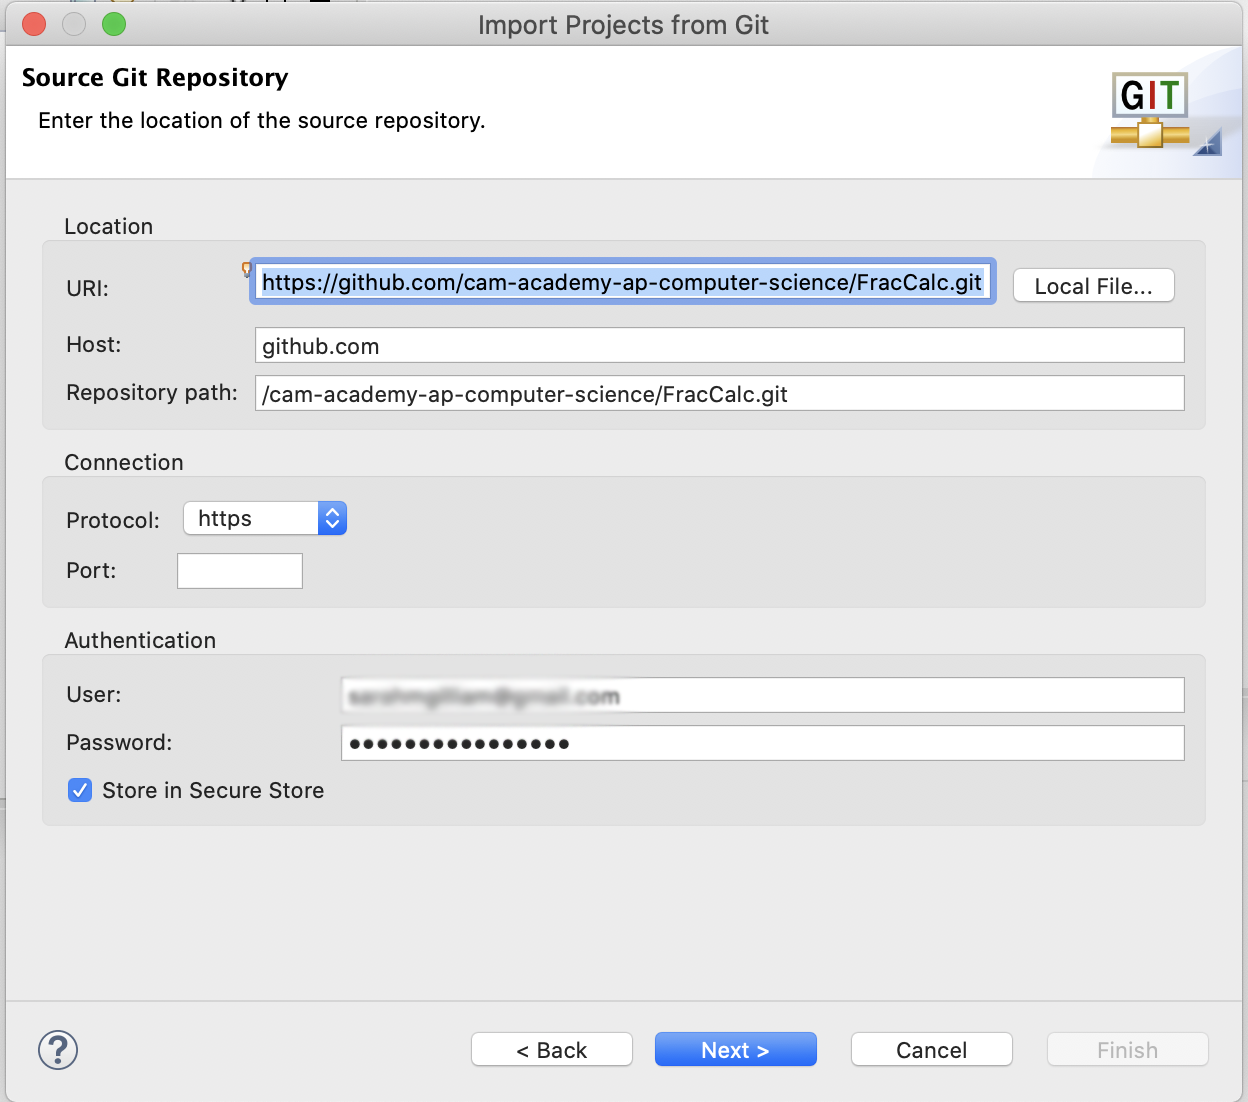 Import Projects from Git
Source Git Repository
Enter the location of the source repository.
GIT
Location
URI: https://github.com/cam-academy-ap-computer-science/FracCalc.git Local File...
Host: github.com
Repository path: /cam-academy-ap-computer-science/FracCalc.git
Connection
Protocol: https
Port:
Authentication
User:
Password: ●●●●●●●●●●●●●●●●
Store in Secure Store
? < Back Next > Cancel Finish